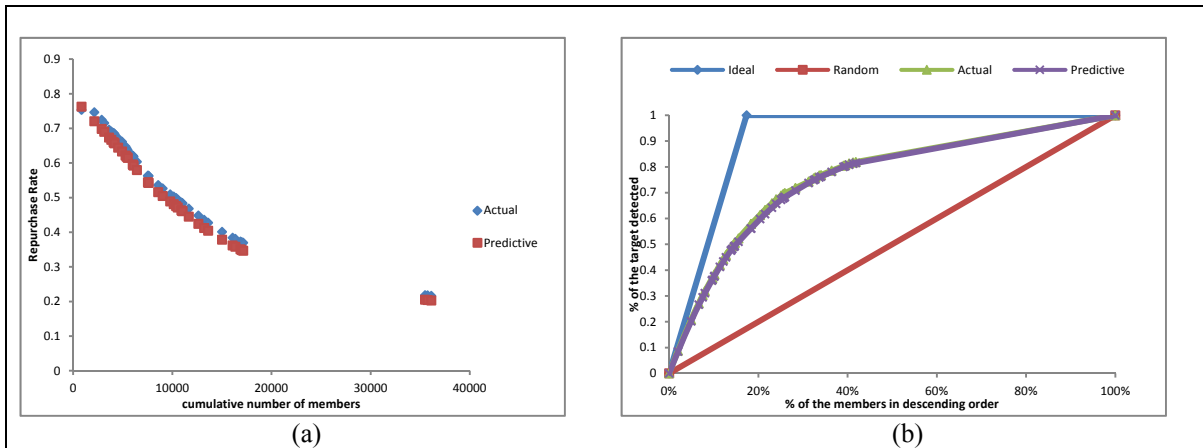 0.9
0.8
0.7
0.6
0.5
0.4
0.3
0.2
0.1
0
Repurchase Rate
0 10000 20000 30000 40000
cumulative number of members
Actual
Predictive
(a)
Ideal Random Actual Predictive
1
0.9
0.8
0.7
0.6
0.5
0.4
0.3
0.2
0.1
0
% of the target detected
0% 20% 40% 60% 80% 100%
% of the members in descending order
(b)